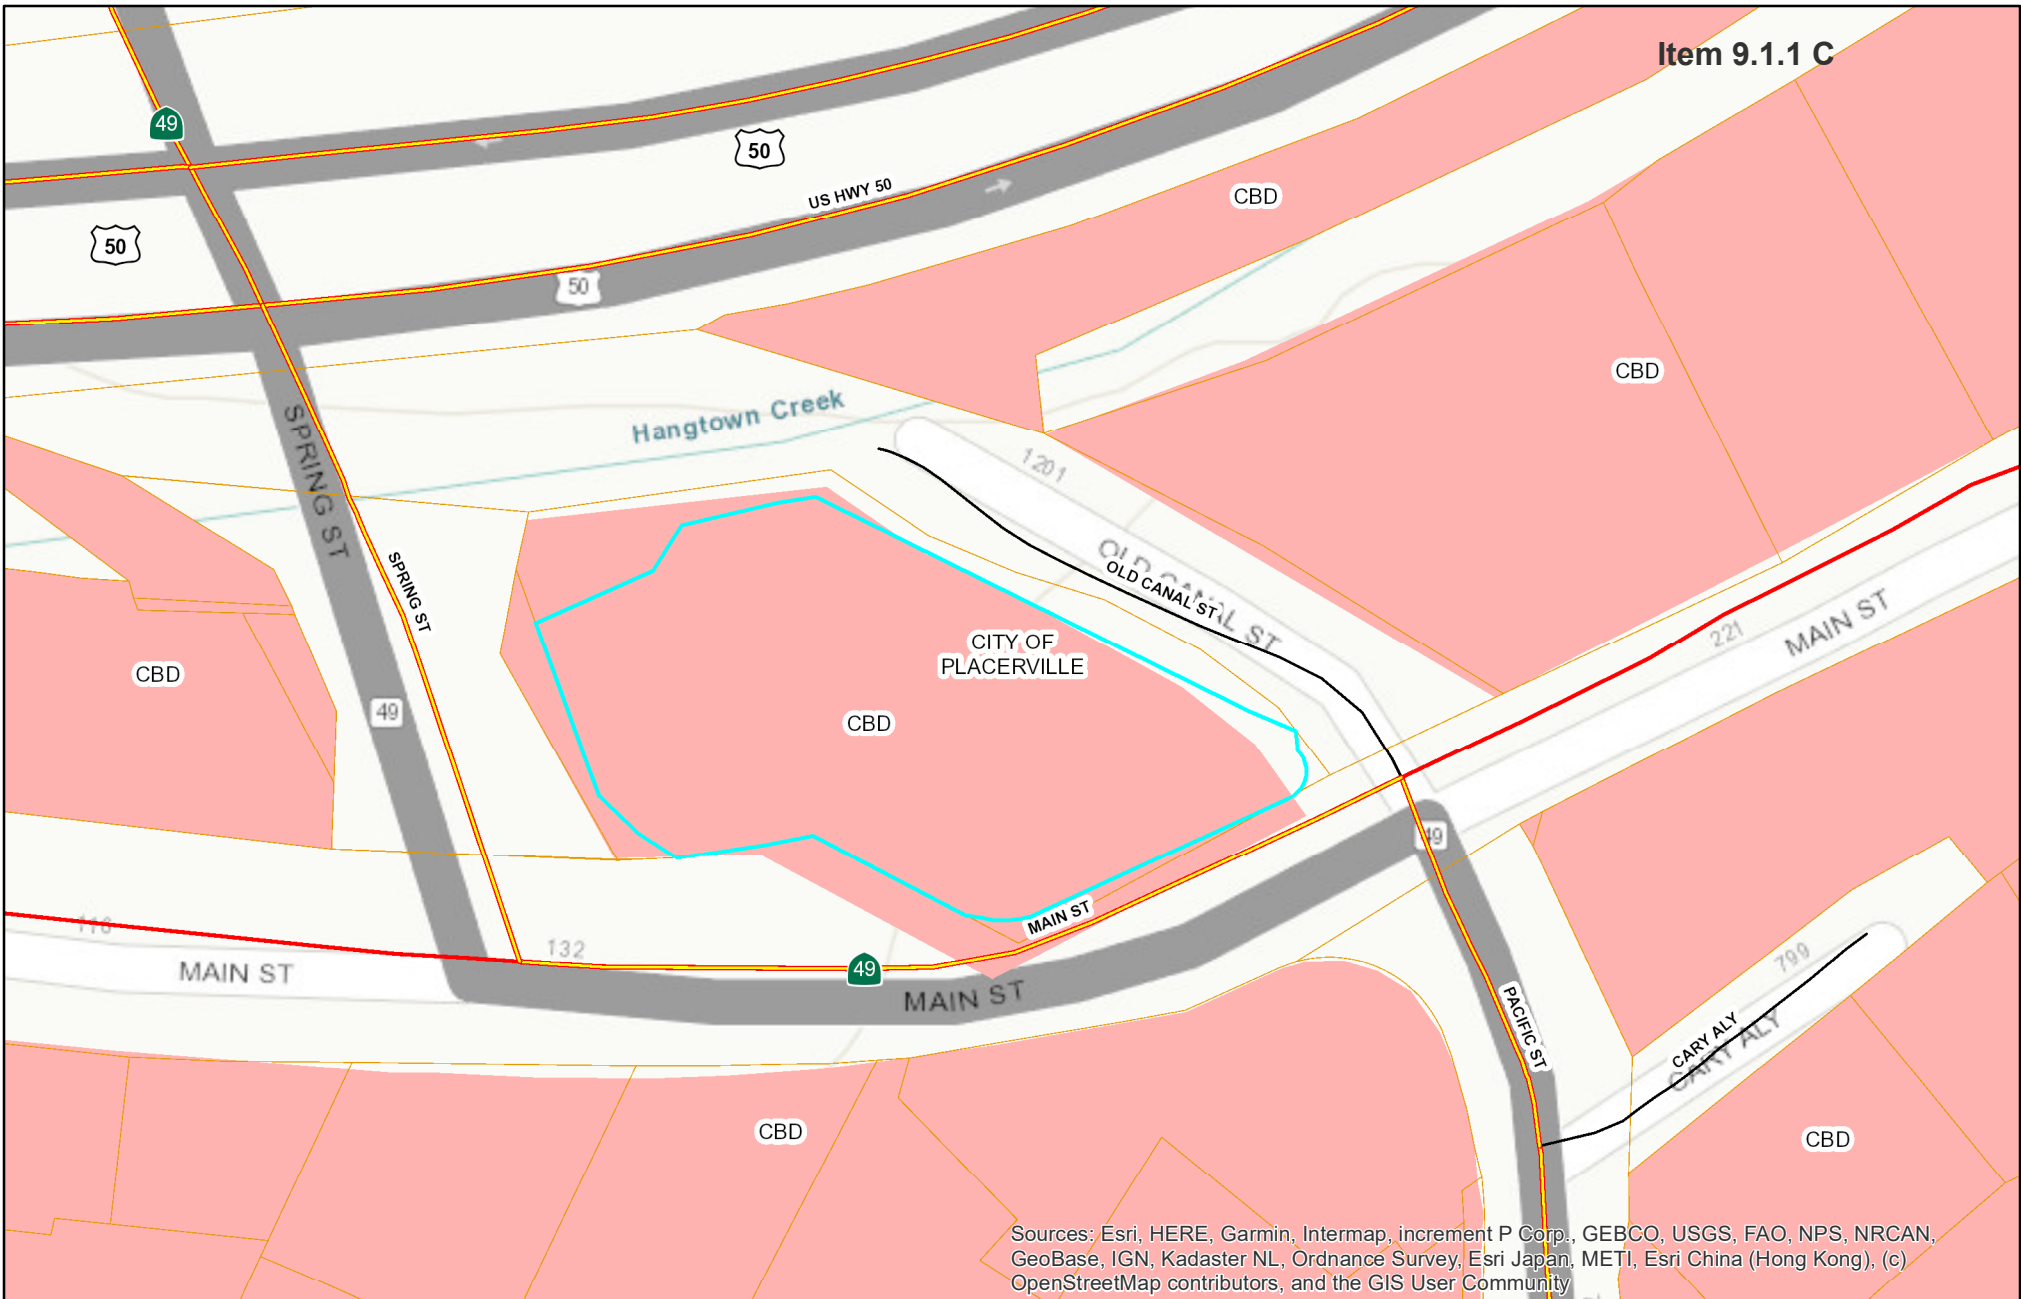 Item 9.1.1 C
49
50
US HWY 50
CBD
50
50
CBD
Hangtown Creek
SPRING ST
1201
SPRING ST
OLD CANAL ST
OLD CANAL ST
221
MAIN ST
CITY OF
PLACERVILLE
CBD
CBD
49
49
116
132
MAIN ST
MAIN ST
49
MAIN ST
PACIFIC ST
799
CARY ALY
CARY ALY
CBD
CBD
Sources: Esri, HERE, Garmin, Intermap, increment P Corp., GEBCO, USGS, FAO, NPS, NRCAN,
GeoBase, IGN, Kadaster NL, Ordnance Survey, Esri Japan, METI, Esri China (Hong Kong), (c)
OpenStreetMap contributors, and the GIS User Community